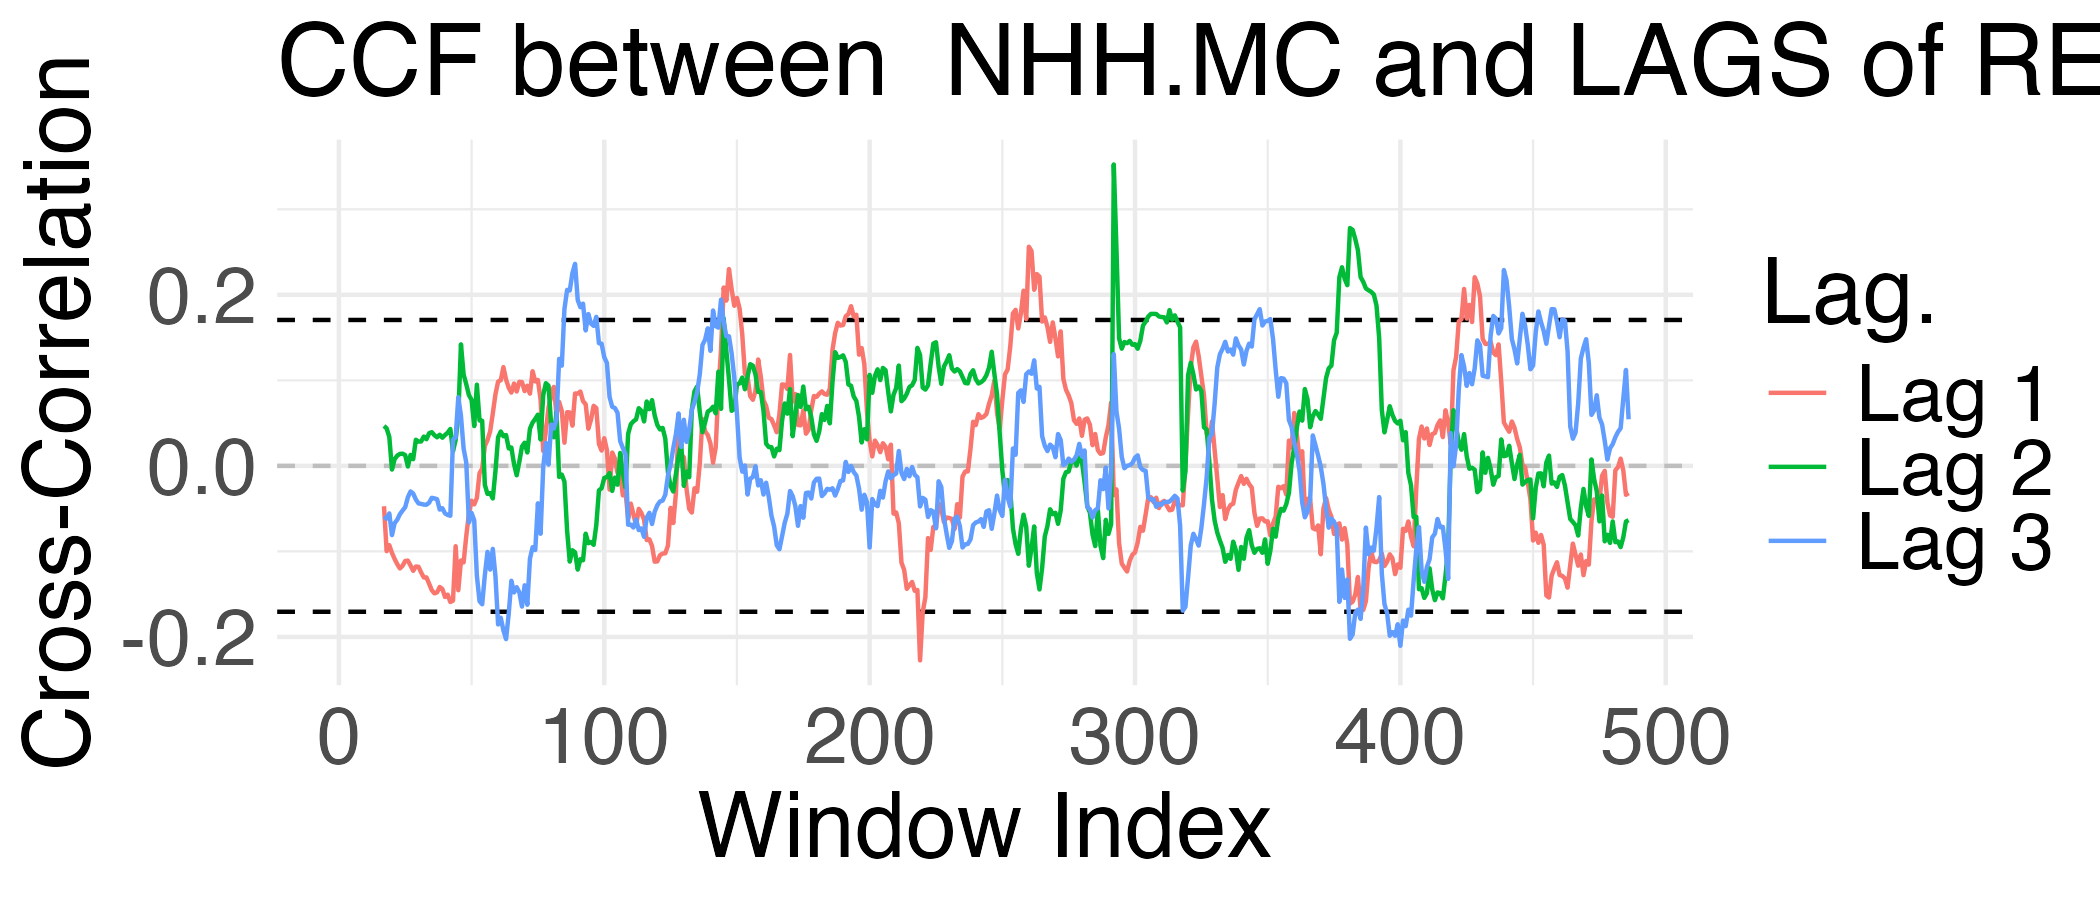 CCF between  NHH.MC and LAGS of RE
Cross-Correlation
0.2
0.0
-0.2
0 100 200 300 400 500
Window Index
Lag.
Lag 1
Lag 2
Lag 3